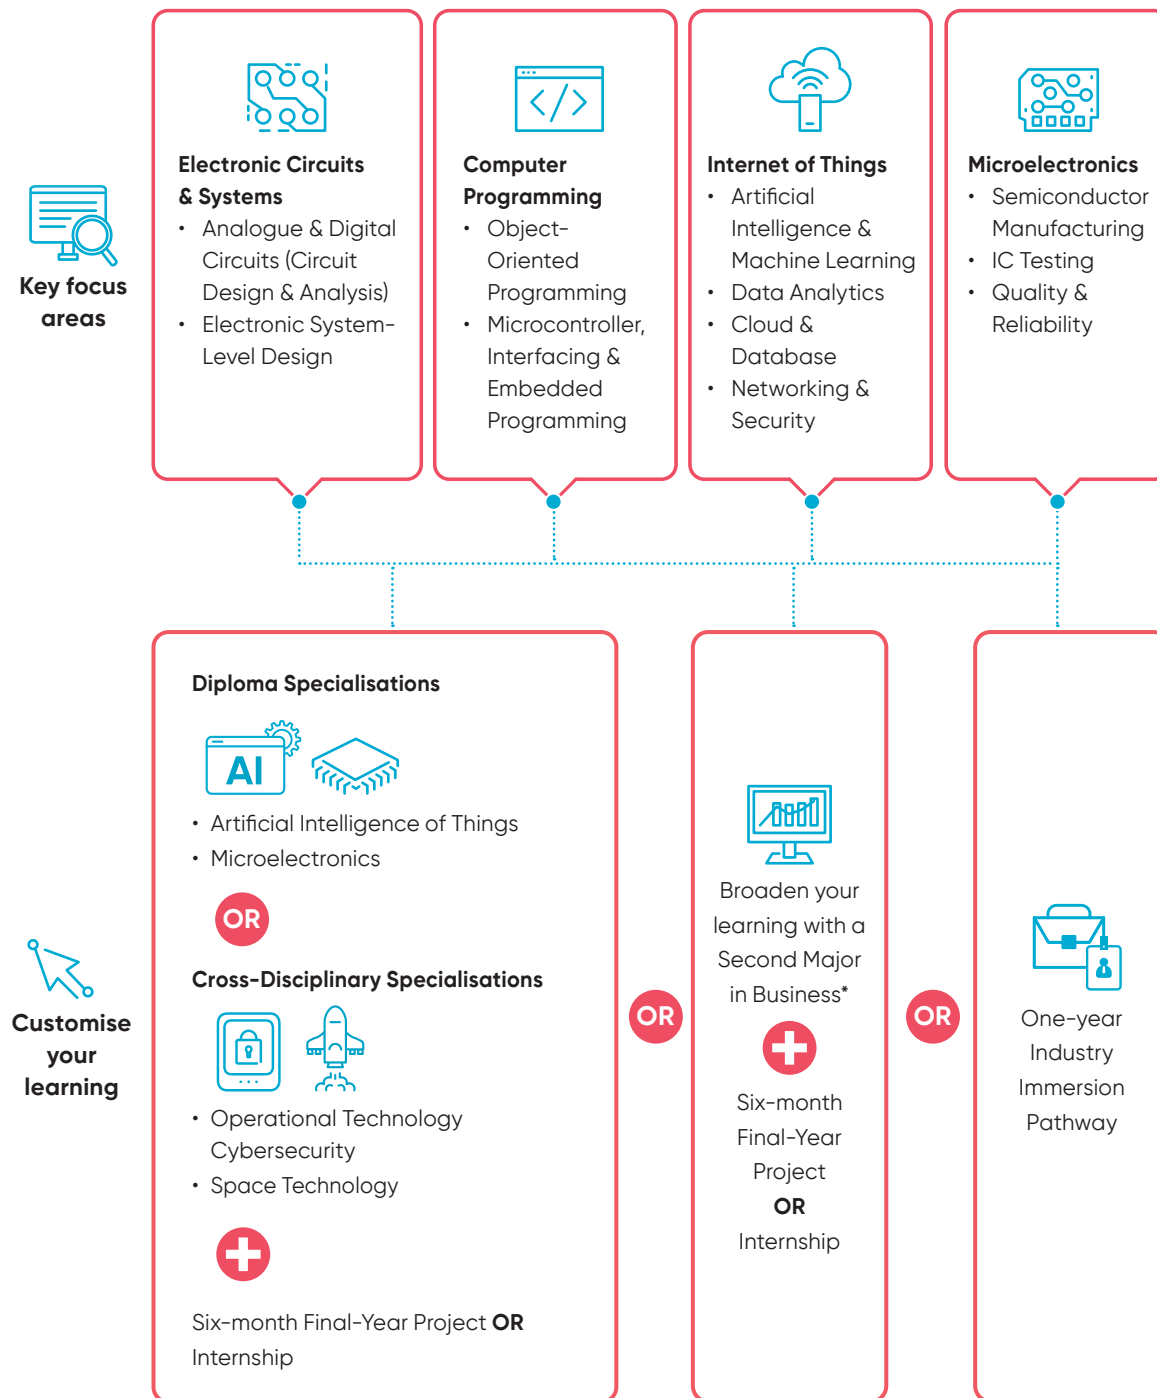 Key focus
areas
</>
Electronic Circuits
& Systems
• Analogue & Digital
Circuits (Circuit
Design & Analysis)
• Electronic System-
Level Design
Computer
Programming
• Object-
Oriented
Programming
• Microcontroller,
Interfacing &
Embedded
Programming
Internet of Things
• Artificial
Intelligence &
Machine Learning
• Data Analytics
• Cloud &
Database
• Networking &
Security
Microelectronics
• Semiconductor
Manufacturing
• IC Testing
• Quality &
Reliability
Customise
your
learning
Diploma Specialisations
AI
• Artificial Intelligence of Things
• Microelectronics
OR
Cross-Disciplinary Specialisations
• Operational Technology
Cybersecurity
• Space Technology
+
Six-month Final-Year Project OR
Internship
OR
Broaden your
learning with a
Second Major
in Business*
+
Six-month
Final-Year
Project
OR
Internship
OR
One-year
Industry
Immersion
Pathway